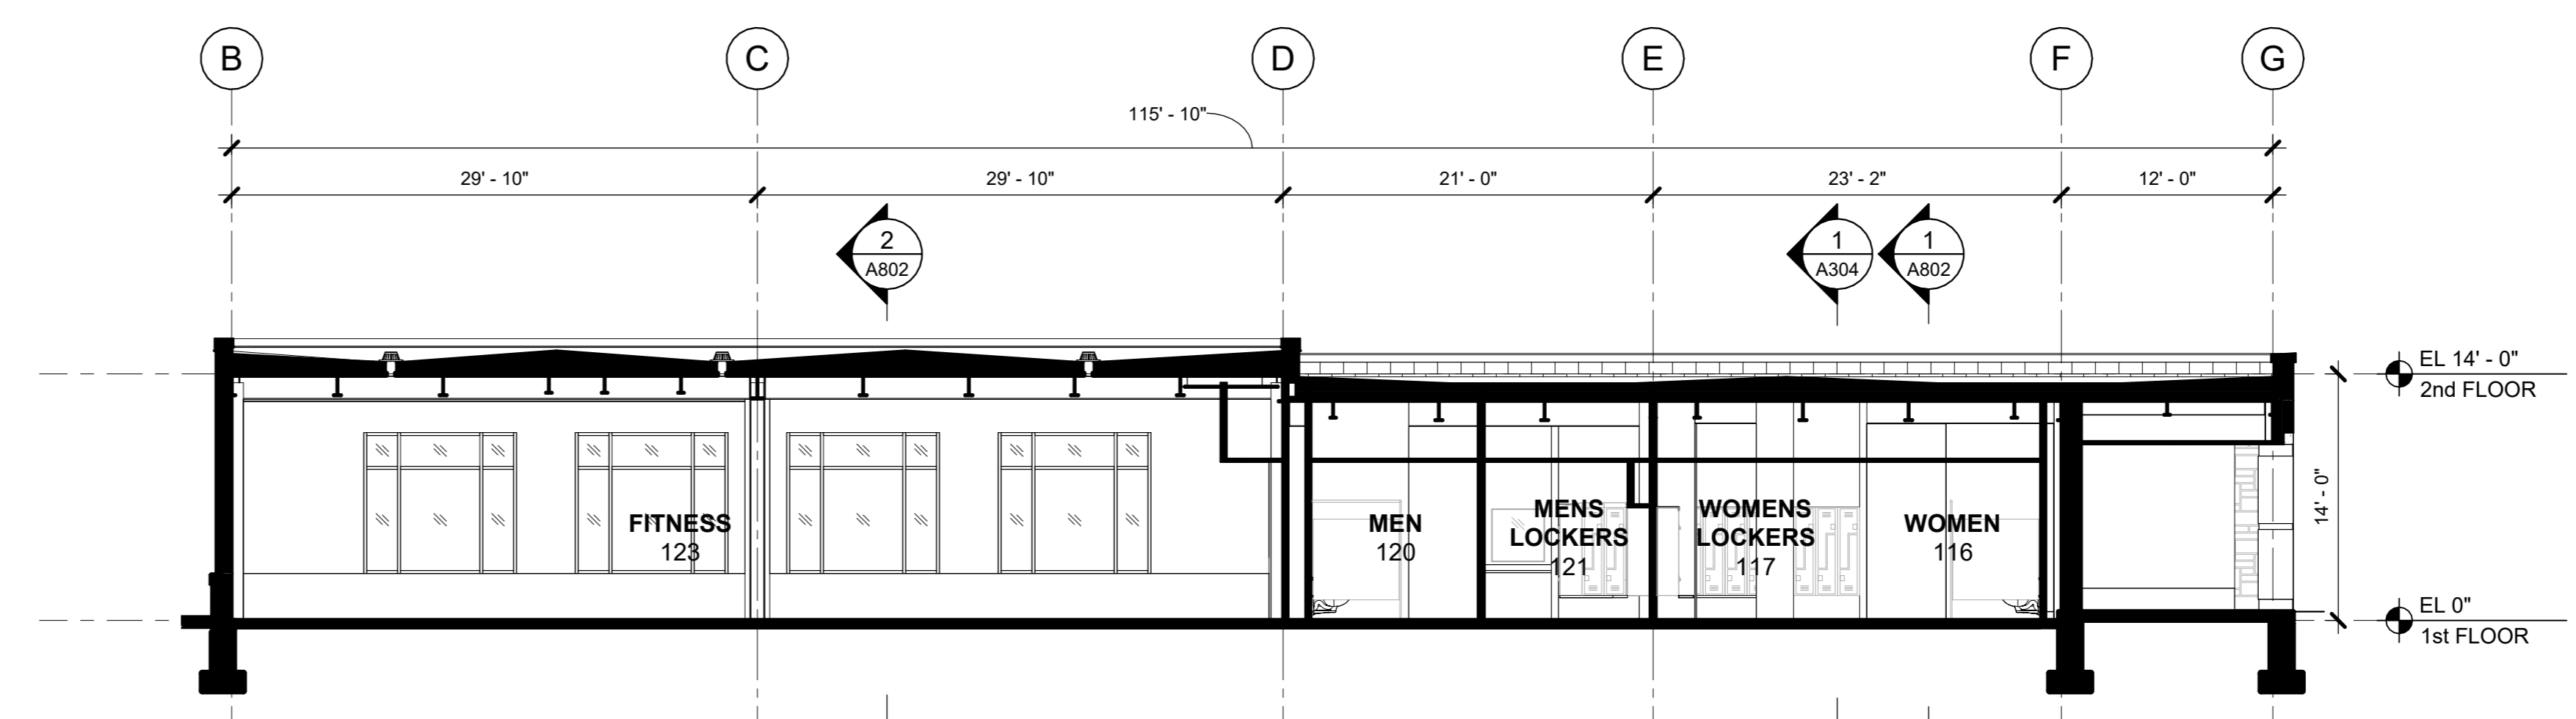 B C D E F G
115' - 10"
29' - 10" 29' - 10" 21' - 0" 23' - 2" 12' - 0"
2 1 1
A802 A304 A802
EL 14' - 0"
2nd FLOOR
FITNESS
123
MEN
120
MENS
LOCKERS
121
WOMENS
LOCKERS
117
WOMEN
116
14' - 0"
EL 0"
1st FLOOR